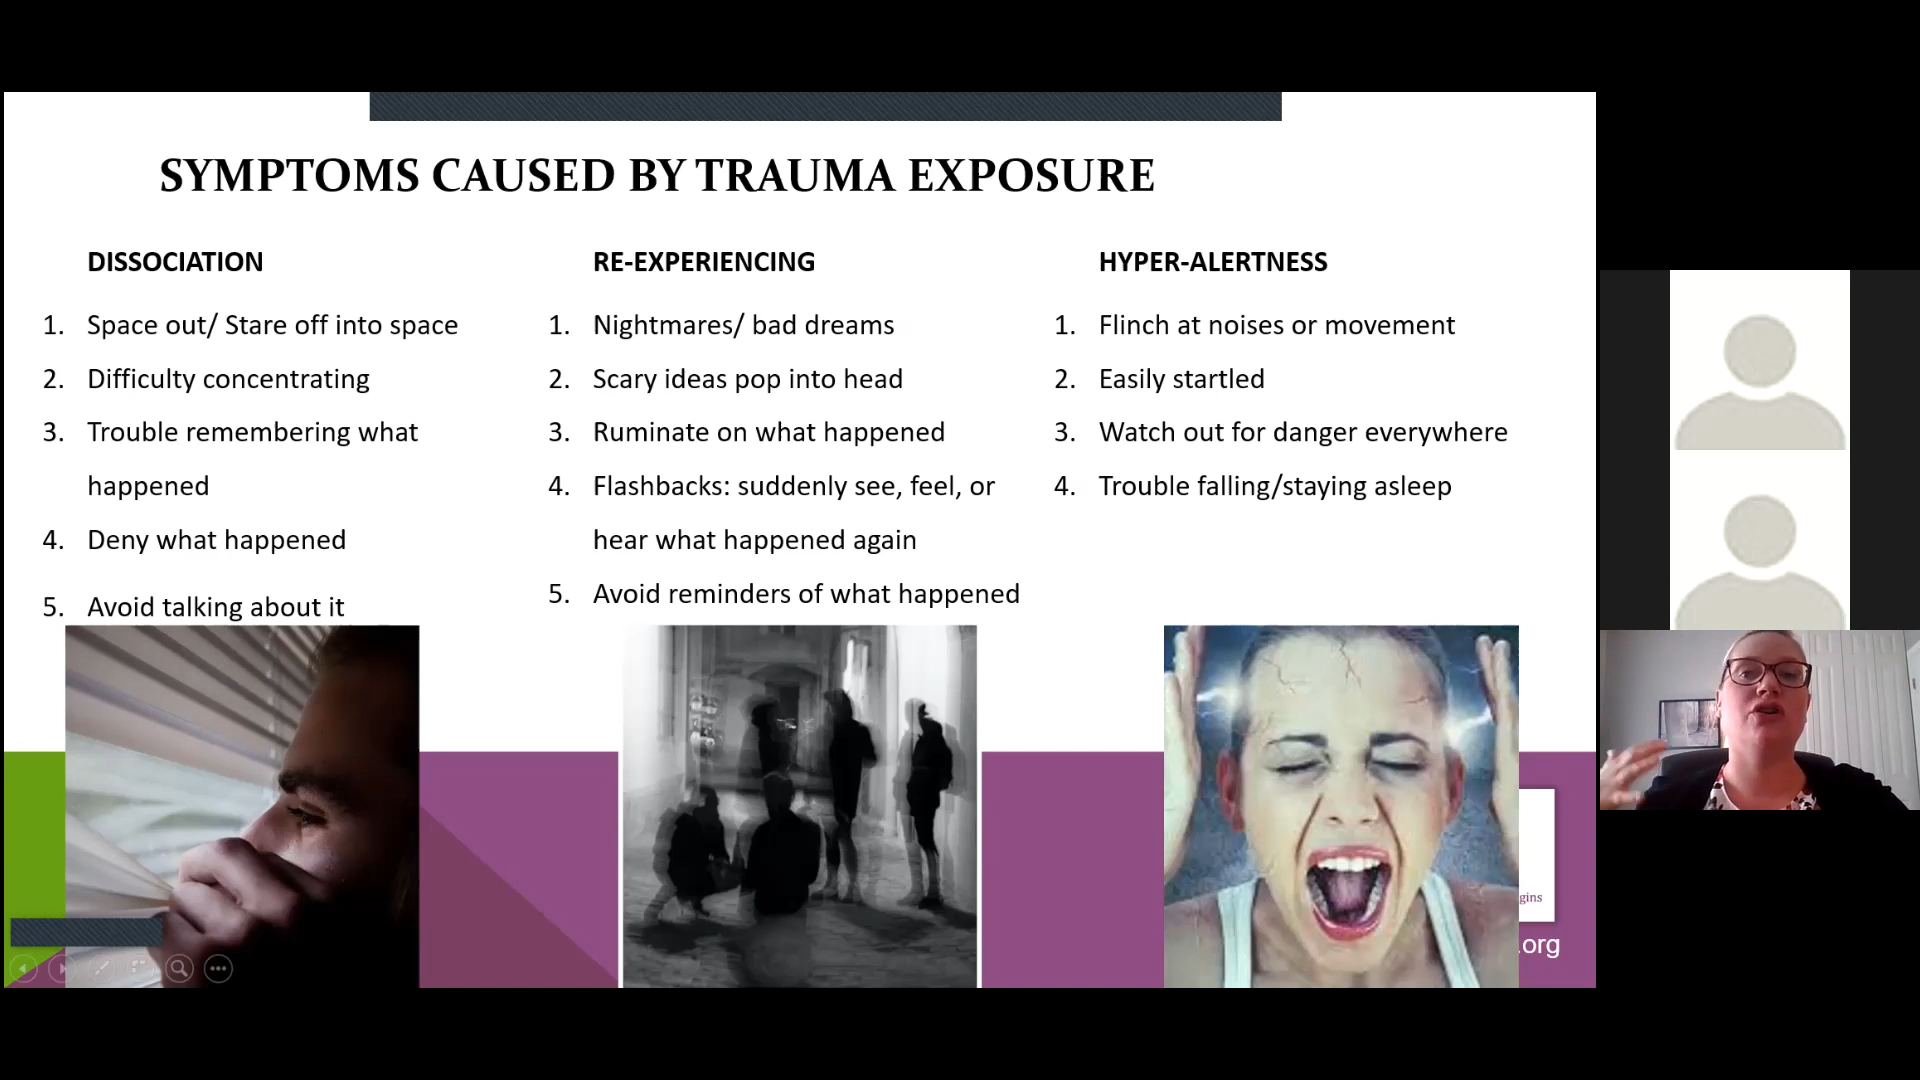 SYMPTOMS CAUSED BY TRAUMA EXPOSURE
DISSOCIATION
1. Space out/ Stare off into space
2. Difficulty concentrating
3. Trouble remembering what
happened
4. Deny what happened
5. Avoid talking about it
RE-EXPERIENCING
1. Nightmares/ bad dreams
2. Scary ideas pop into head
3. Ruminate on what happened
4. Flashbacks: suddenly see, feel, or
hear what happened again
5. Avoid reminders of what happened
HYPER-ALERTNESS
1. Flinch at noises or movement
2. Easily startled
3. Watch out for danger everywhere
4. Trouble falling/staying asleep
gins
.org